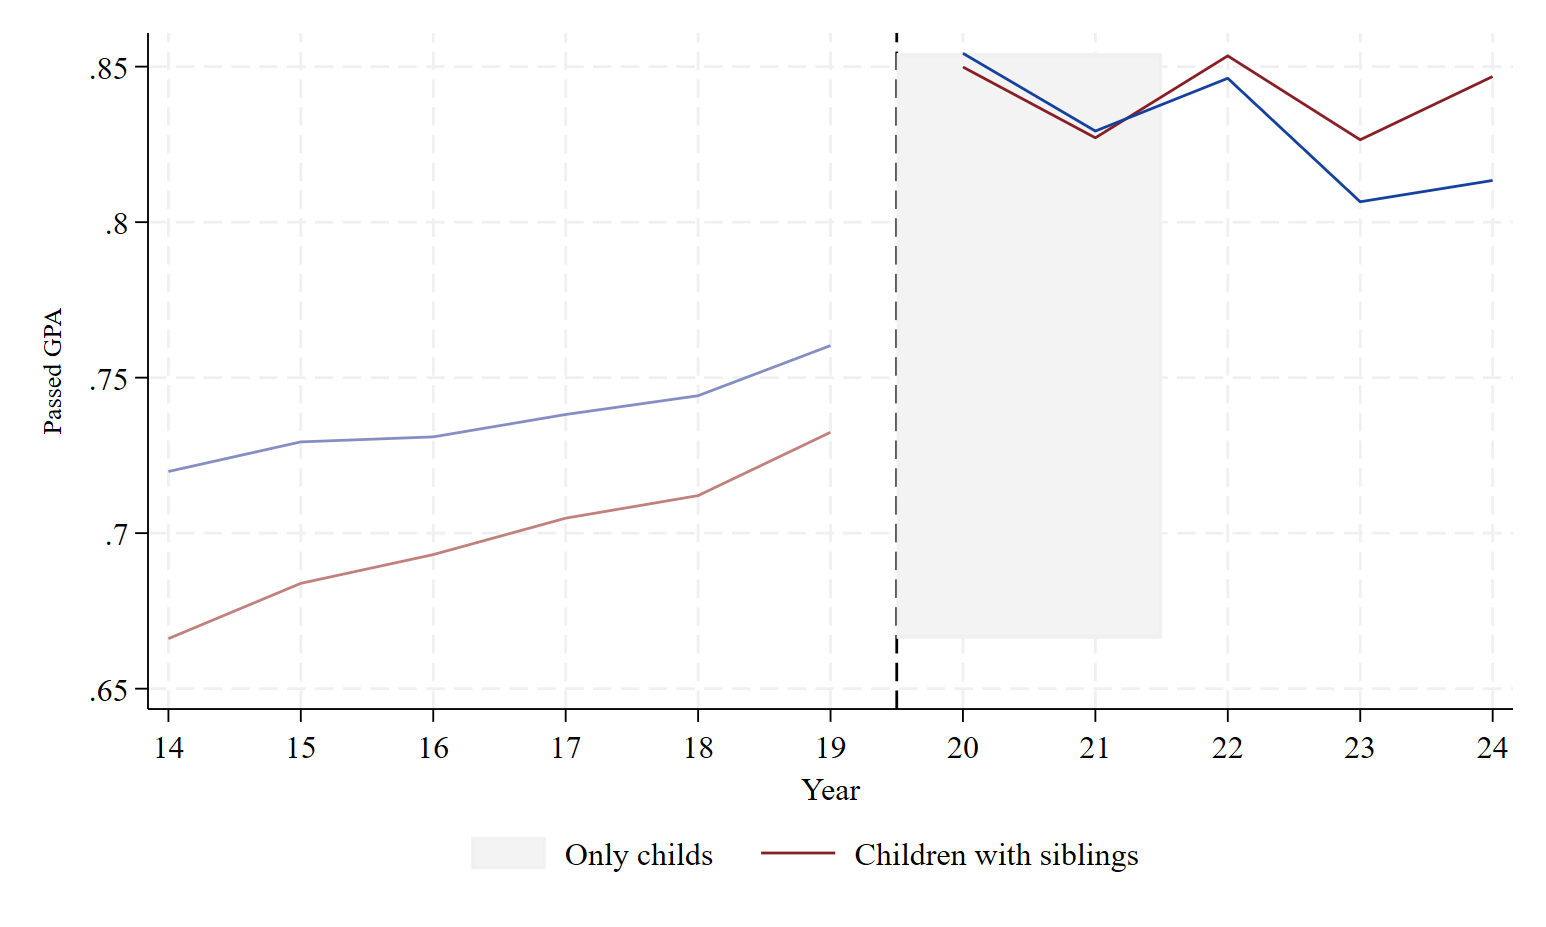 .85
.8
.75
.7
.65
Passed GPA
14 15 16 17 18 19 20 21 22 23 24
Year
Only childs Children with siblings